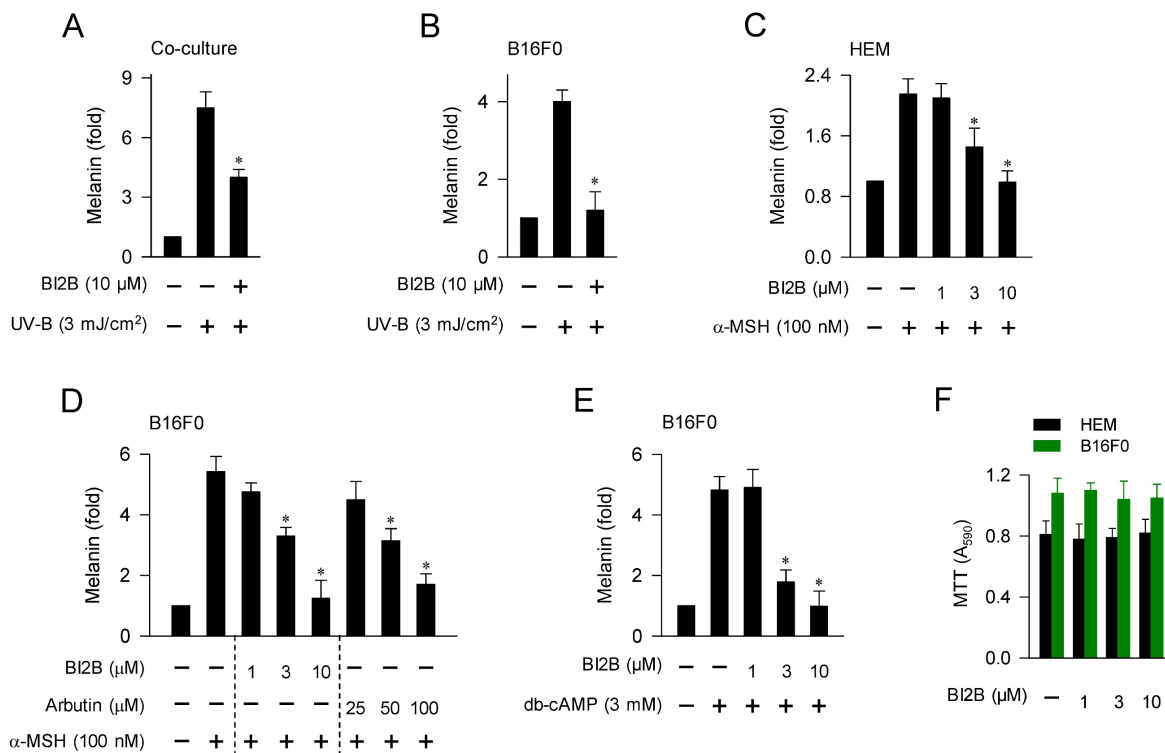 A
Co-culture
Melanin (fold)
9
6
3
0
BI2B (10 µM) − − +
UV-B (3 mJ/cm²) − + +
*
B
B16F0
Melanin (fold)
4
2
0
BI2B (10 µM) − − +
UV-B (3 mJ/cm²) − + +
*
C
HEM
Melanin (fold)
2.4
1.6
0.8
0.0
BI2B (µM) − − 1 3 10
α-MSH (100 nM) − + + + +
*
*
D
B16F0
Melanin (fold)
6
4
2
0
*
*
*
*
BI2B (µM) − − 1 3 10 − − −
Arbutin (µM) − − − − − 25 50 100
α-MSH (100 nM) − + + + + + + +
E
B16F0
Melanin (fold)
6
4
2
0
*
*
BI2B (µM) − − 1 3 10
db-cAMP (3 mM) − + + + +
F
HEM
B16F0
MTT (A₅₉₀)
1.2
0.8
0.4
0.0
BI2B (µM) − 1 3 10